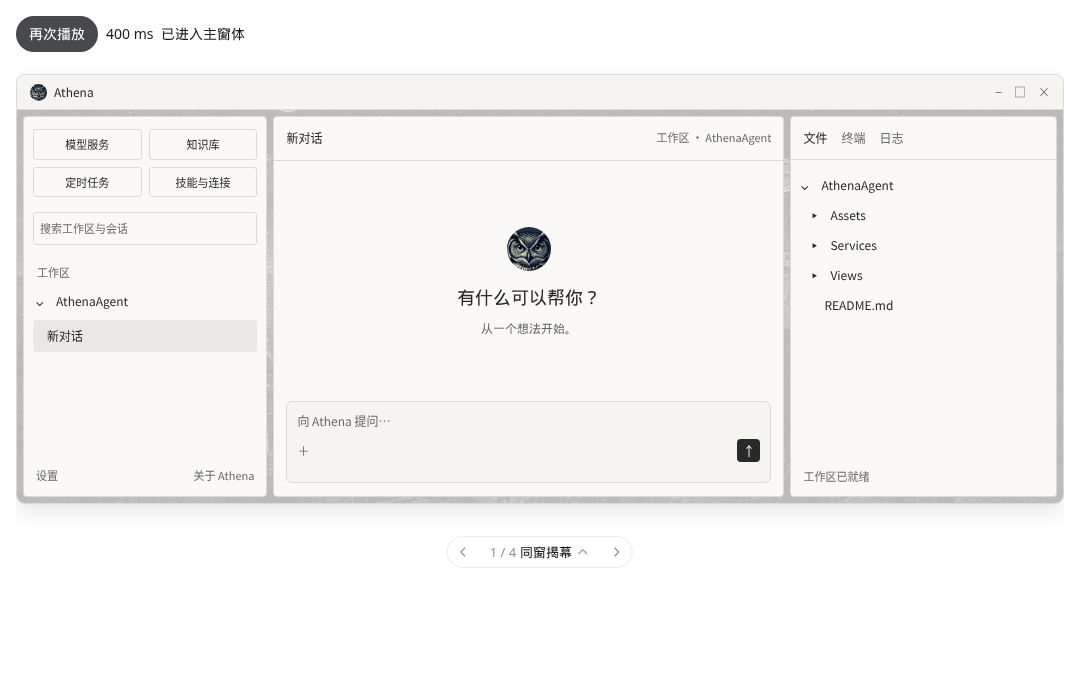 再次播放 400 ms 已进入主窗体
Athena
模型服务 知识库
定时任务 技能与连接
搜索工作区与会话
工作区
AthenaAgent
新对话
设置 关于 Athena
新对话 工作区 · AthenaAgent
有什么可以帮你？
从一个想法开始。
向 Athena 提问…
文件 终端 日志
AthenaAgent
Assets
Services
Views
README.md
工作区已就绪
1 / 4 同窗揭幕